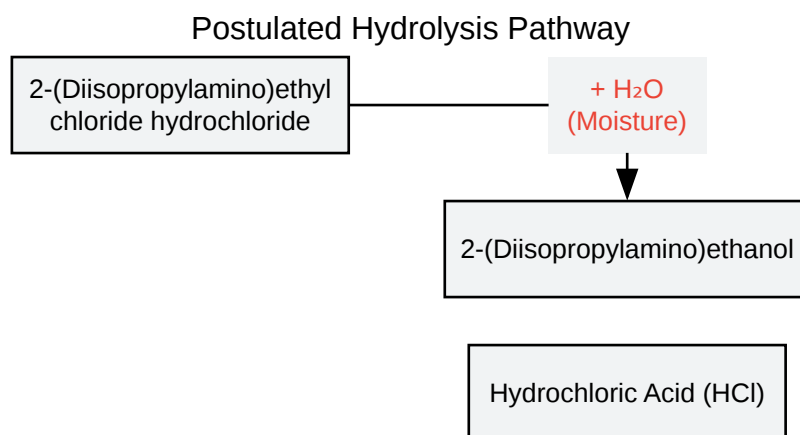 Postulated Hydrolysis Pathway
2-(Diisopropylamino)ethyl
chloride hydrochloride
+ H₂O
(Moisture)
2-(Diisopropylamino)ethanol
Hydrochloric Acid (HCl)